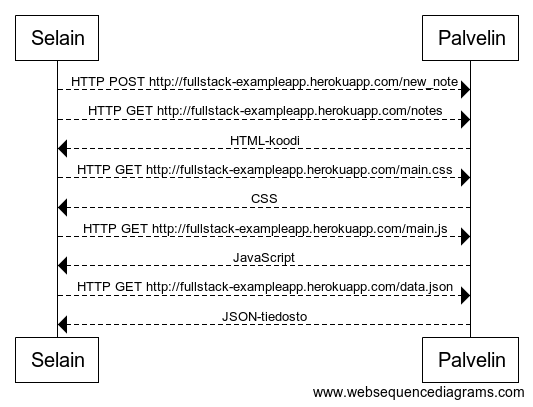 Selain Palvelin
HTTP POST http://fullstack-exampleapp.herokuapp.com/new_note
HTTP GET http://fullstack-exampleapp.herokuapp.com/notes
HTML-koodi
HTTP GET http://fullstack-exampleapp.herokuapp.com/main.css
CSS
HTTP GET http://fullstack-exampleapp.herokuapp.com/main.js
JavaScript
HTTP GET http://fullstack-exampleapp.herokuapp.com/data.json
JSON-tiedosto
Selain Palvelin
www.websequencediagrams.com